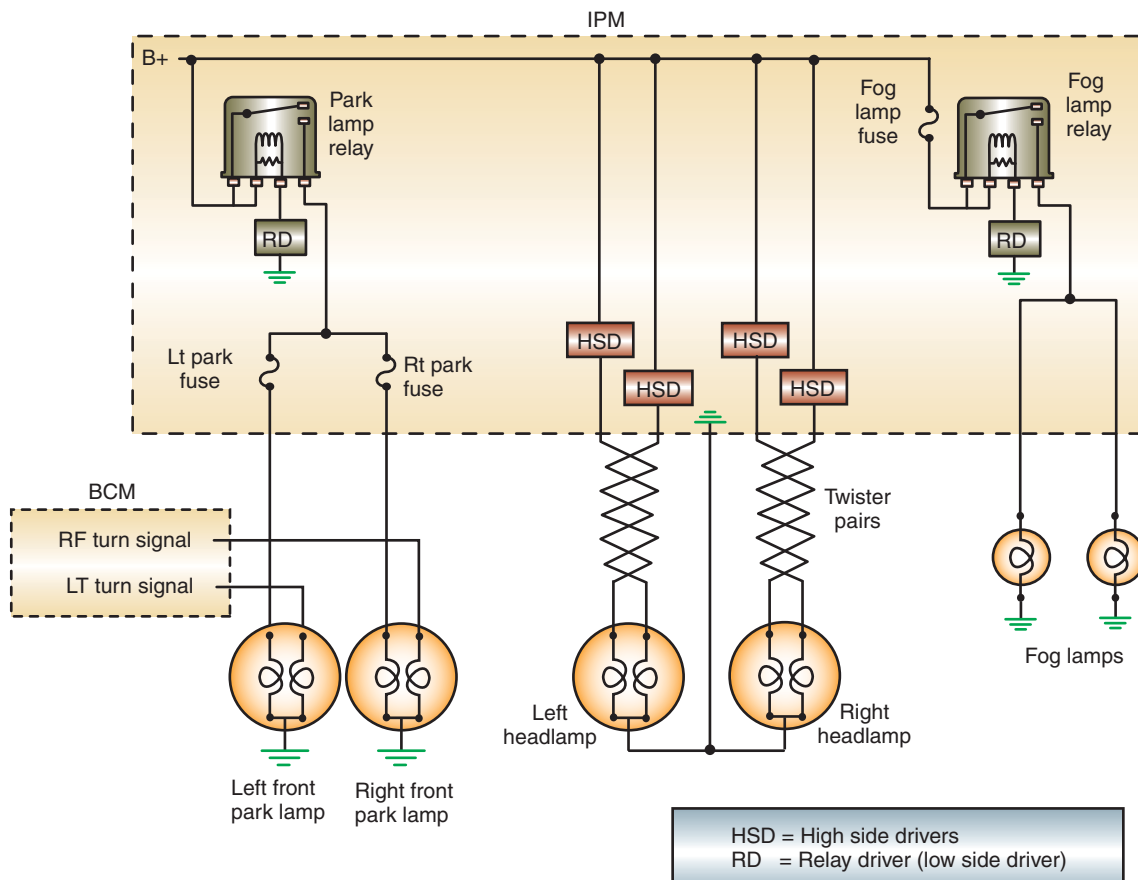 IPM
B+
Park
lamp
relay
Fog
lamp
fuse
Fog
lamp
relay
RD
RD
HSD
HSD
HSD
HSD
Lt park
fuse
Rt park
fuse
BCM
RF turn signal
LT turn signal
Twister
pairs
Left
headlamp
Right
headlamp
Fog lamps
Left front
park lamp
Right front
park lamp
HSD = High side drivers
RD = Relay driver (low side driver)